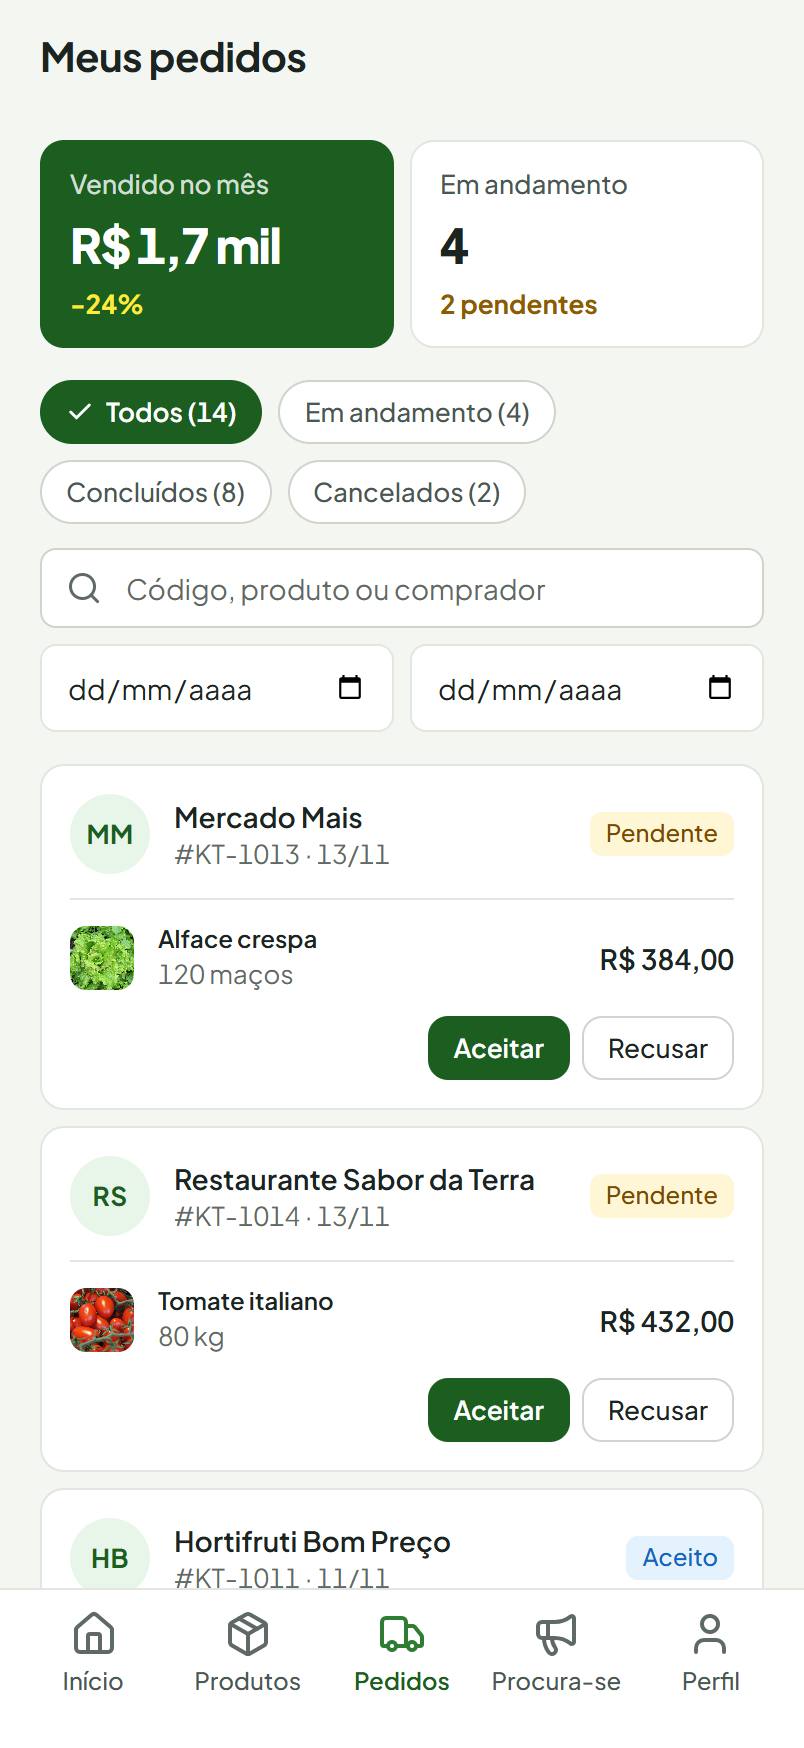 Meus pedidos
Vendido no mês
R$ 1,7 mil
-24%
Em andamento
4
2 pendentes
Todos (14)
Em andamento (4)
Concluídos (8)
Cancelados (2)
Código, produto ou comprador
dd/mm/aaaa
dd/mm/aaaa
MM
Mercado Mais
#KT-1013 · 13/11
Pendente
Alface crespa
120 maços
R$ 384,00
Aceitar
Recusar
RS
Restaurante Sabor da Terra
#KT-1014 · 13/11
Pendente
Tomate italiano
80 kg
R$ 432,00
Aceitar
Recusar
HB
Hortifruti Bom Preço
#KT-1011 · 11/11
Aceito
Início
Produtos
Pedidos
Procura-se
Perfil